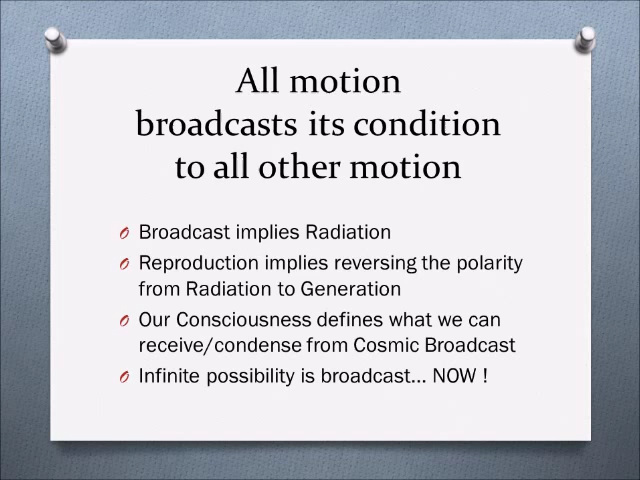 All motion
broadcasts its condition
to all other motion
Broadcast implies Radiation
Reproduction implies reversing the polarity
from Radiation to Generation
Our Consciousness defines what we can
receive/condense from Cosmic Broadcast
Infinite possibility is broadcast... NOW !